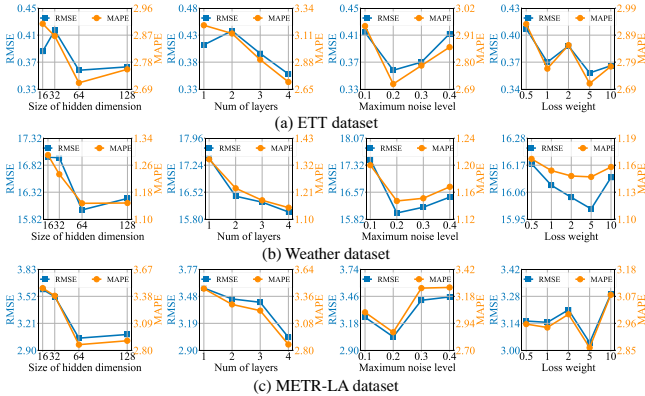 0.45 2.96
RMSE MAPE
0.41 2.87
0.37 2.78
0.33 2.69
RMSE
MAPE
16 32 64 128
Size of hidden dimension
0.48 3.34
RMSE MAPE
0.43 3.11
0.38 2.88
0.33 2.65
RMSE
MAPE
1 2 3 4
Num of layers
0.45 3.02
RMSE MAPE
0.41 2.91
0.37 2.80
0.33 2.69
RMSE
MAPE
0.1 0.2 0.3 0.4
Maximum noise level
0.43 2.99
RMSE MAPE
0.40 2.89
0.37 2.79
0.34 2.69
RMSE
MAPE
0.5 1 2 5 10
Loss weight
(a) ETT dataset
17.32 1.34
RMSE MAPE
16.82 1.26
16.32 1.18
15.82 1.10
RMSE
MAPE
16 32 64 128
Size of hidden dimension
17.96 1.43
RMSE MAPE
17.24 1.32
16.52 1.21
15.80 1.10
RMSE
MAPE
1 2 3 4
Num of layers
18.07 1.24
RMSE MAPE
17.32 1.20
16.57 1.16
15.82 1.12
RMSE
MAPE
0.1 0.2 0.3 0.4
Maximum noise level
16.28 1.19
RMSE MAPE
16.17 1.16
16.06 1.13
15.95 1.10
RMSE
MAPE
0.5 1 2 5 10
Loss weight
(b) Weather dataset
3.83 3.67
RMSE MAPE
3.52 3.38
3.21 3.09
2.90 2.80
RMSE
MAPE
16 32 64 128
Size of hidden dimension
3.77 3.64
RMSE MAPE
3.48 3.36
3.19 3.08
2.90 2.80
RMSE
MAPE
1 2 3 4
Num of layers
3.74 3.42
RMSE MAPE
3.46 3.18
3.18 2.94
2.90 2.70
RMSE
MAPE
0.1 0.2 0.3 0.4
Maximum noise level
3.42 3.18
RMSE MAPE
3.28 3.07
3.14 2.96
3.00 2.85
RMSE
MAPE
0.5 1 2 5 10
Loss weight
(c) METR-LA dataset